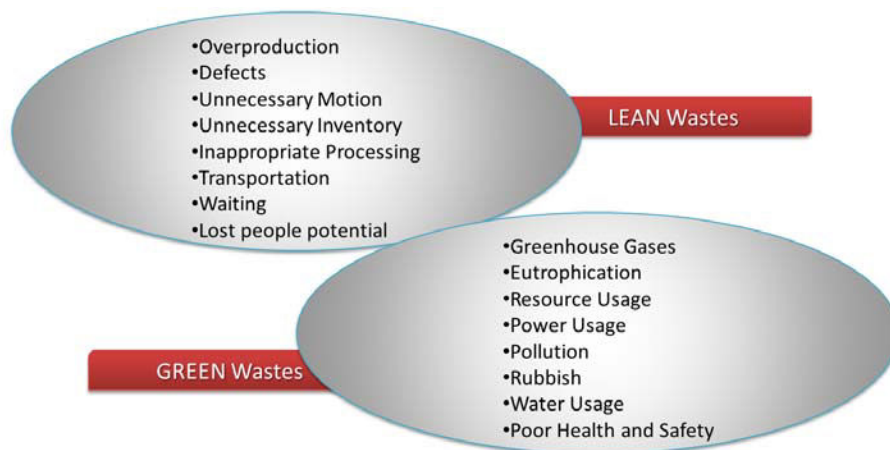 •Overproduction
•Defects
•Unnecessary Motion
•Unnecessary Inventory
•Inappropriate Processing
•Transportation
•Waiting
•Lost people potential
LEAN Wastes
•Greenhouse Gases
•Eutrophication
•Resource Usage
•Power Usage
•Pollution
•Rubbish
•Water Usage
•Poor Health and Safety
GREEN Wastes